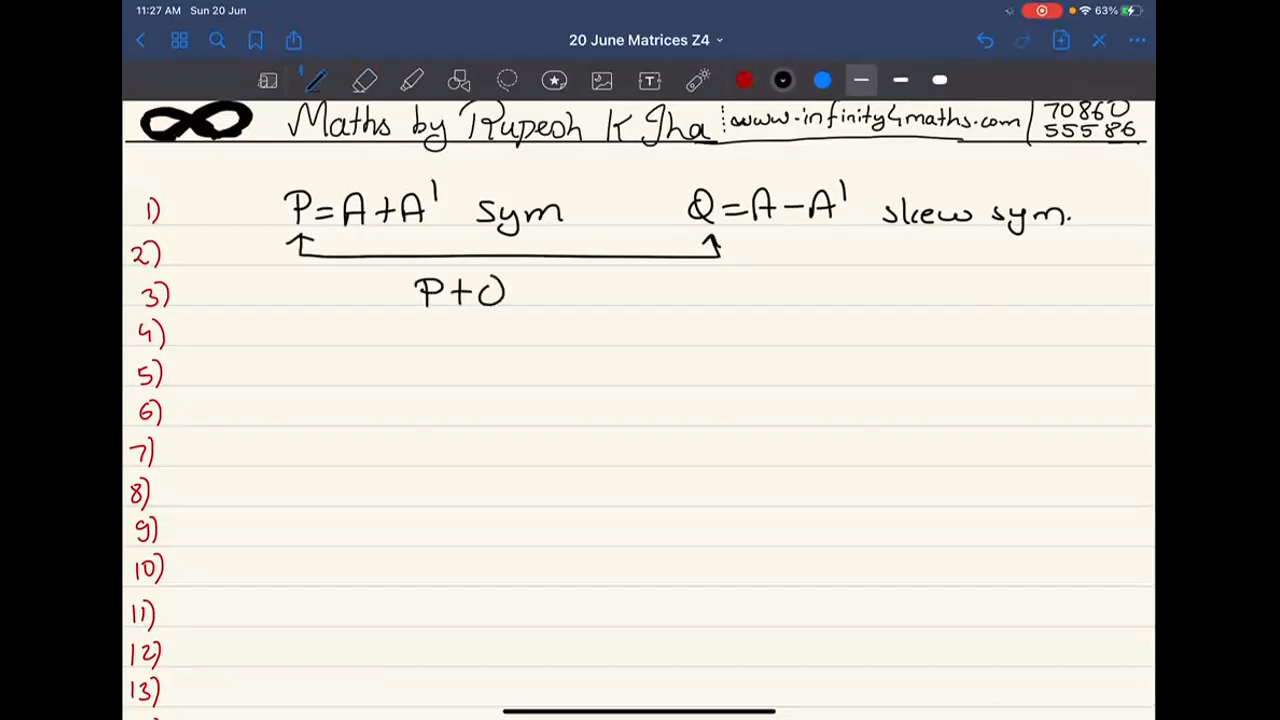 11:27 AM Sun 20 Jun 63%
20 June Matrices Z4
Maths by Rupesh K Jha www.infinity4maths.com 70860
55586
1) P=A+A' sym Q=A-A' skew sym.
2)
3) P+O
4)
5)
6)
7)
8)
9)
10)
11)
12)
13)